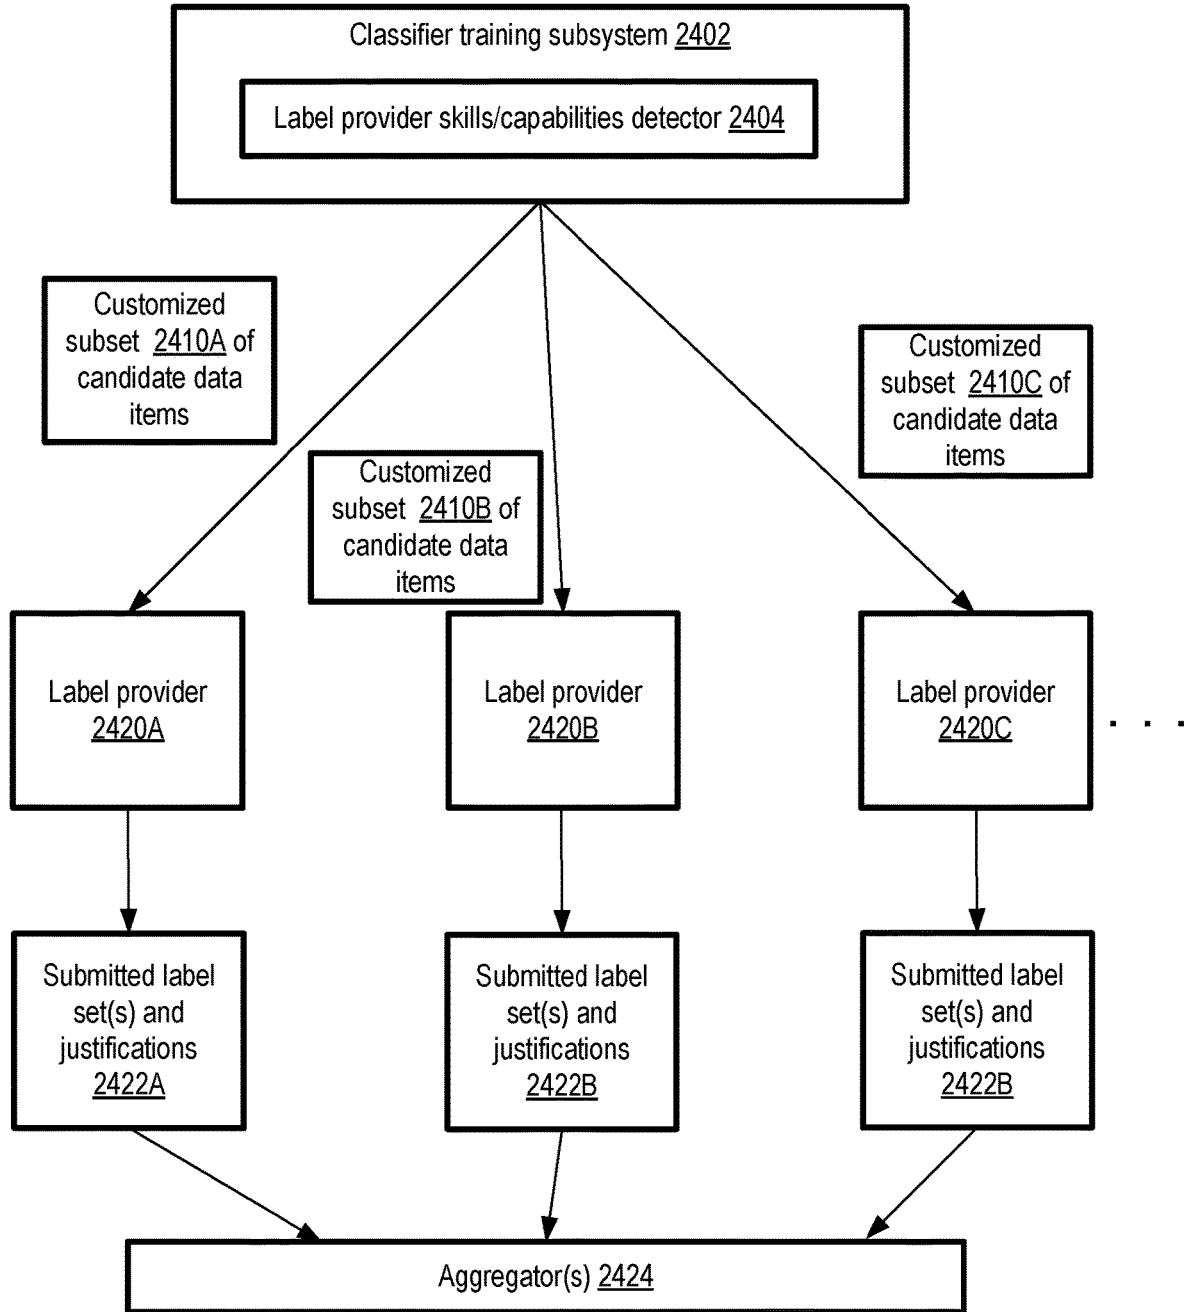 Classifier training subsystem 2402
Label provider skills/capabilities detector 2404
Customized
subset 2410A of
candidate data
items
Customized
subset 2410B of
candidate data
items
Customized
subset 2410C of
candidate data
items
Label provider
2420A
Label provider
2420B
Label provider
2420C
. . .
Submitted label
set(s) and
justifications
2422A
Submitted label
set(s) and
justifications
2422B
Submitted label
set(s) and
justifications
2422B
Aggregator(s) 2424